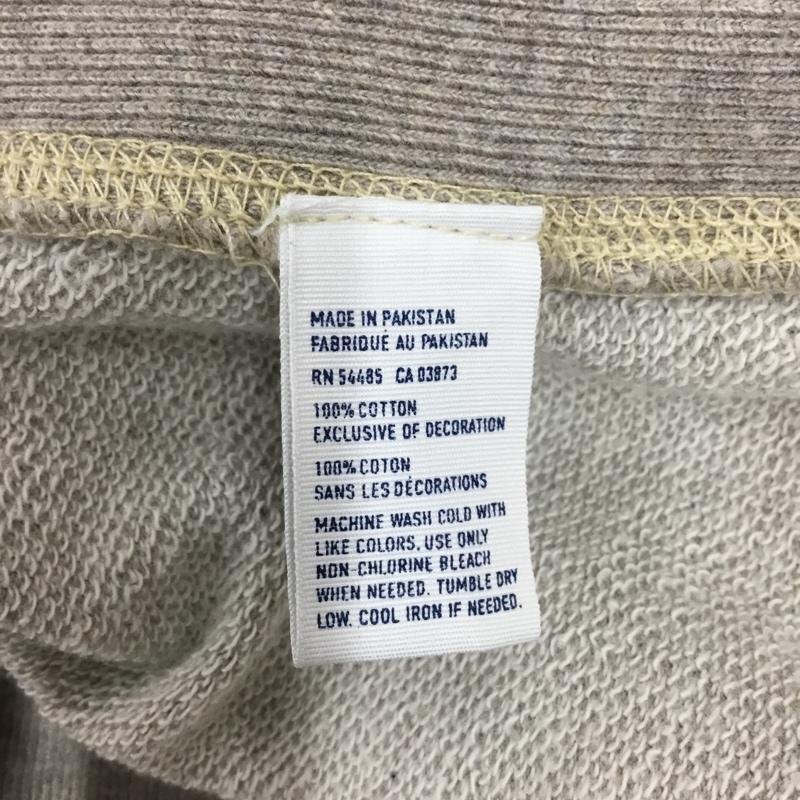 MADE IN PAKISTAN
FABRIQUÉ AU PAKISTAN
RN 54485 CA 03873
100% COTTON
EXCLUSIVE OF DECORATION
100% COTON
SANS LES DÉCORATIONS
MACHINE WASH COLD WITH
LIKE COLORS. USE ONLY
NON-CHLORINE BLEACH
WHEN NEEDED. TUMBLE DRY
LOW. COOL IRON IF NEEDED.